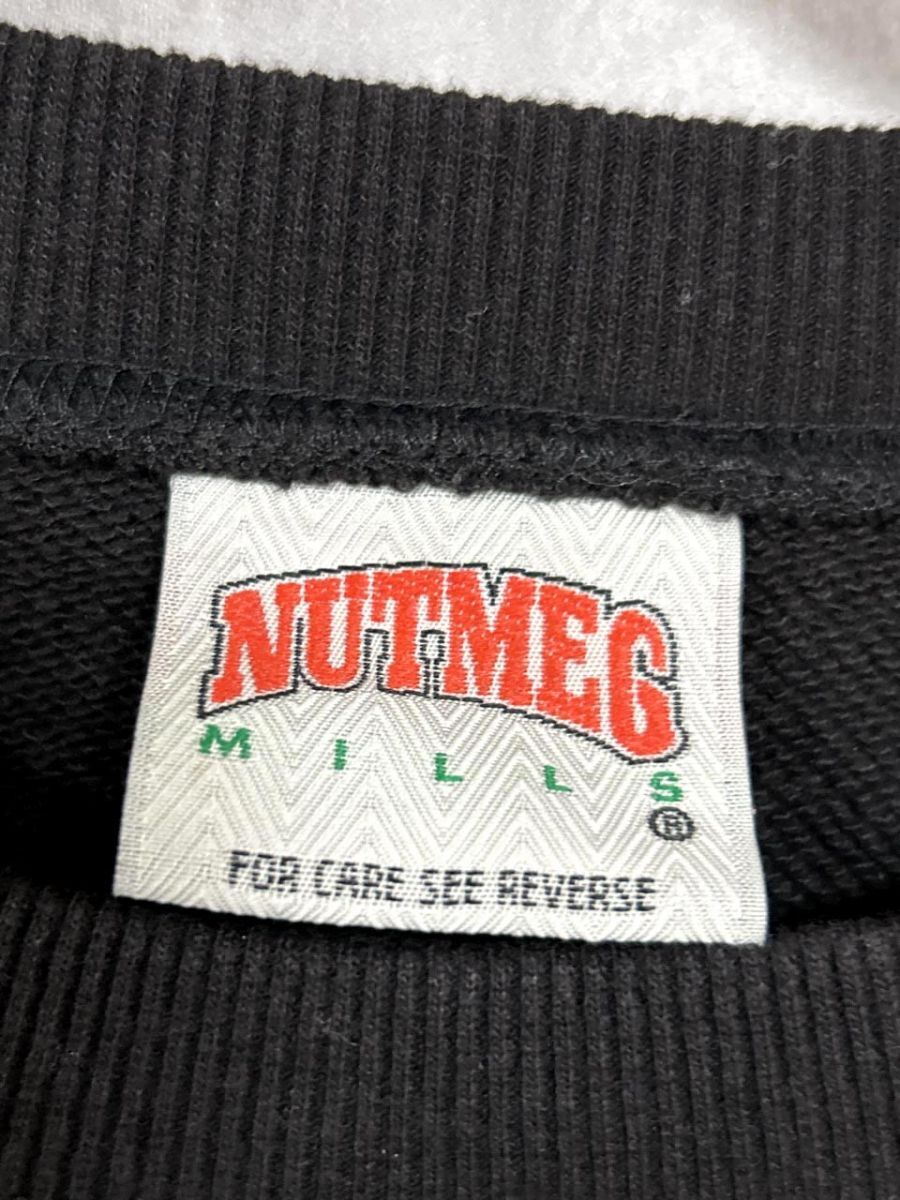 NUTMEG
MILLS
®
FOR CARE SEE REVERSE